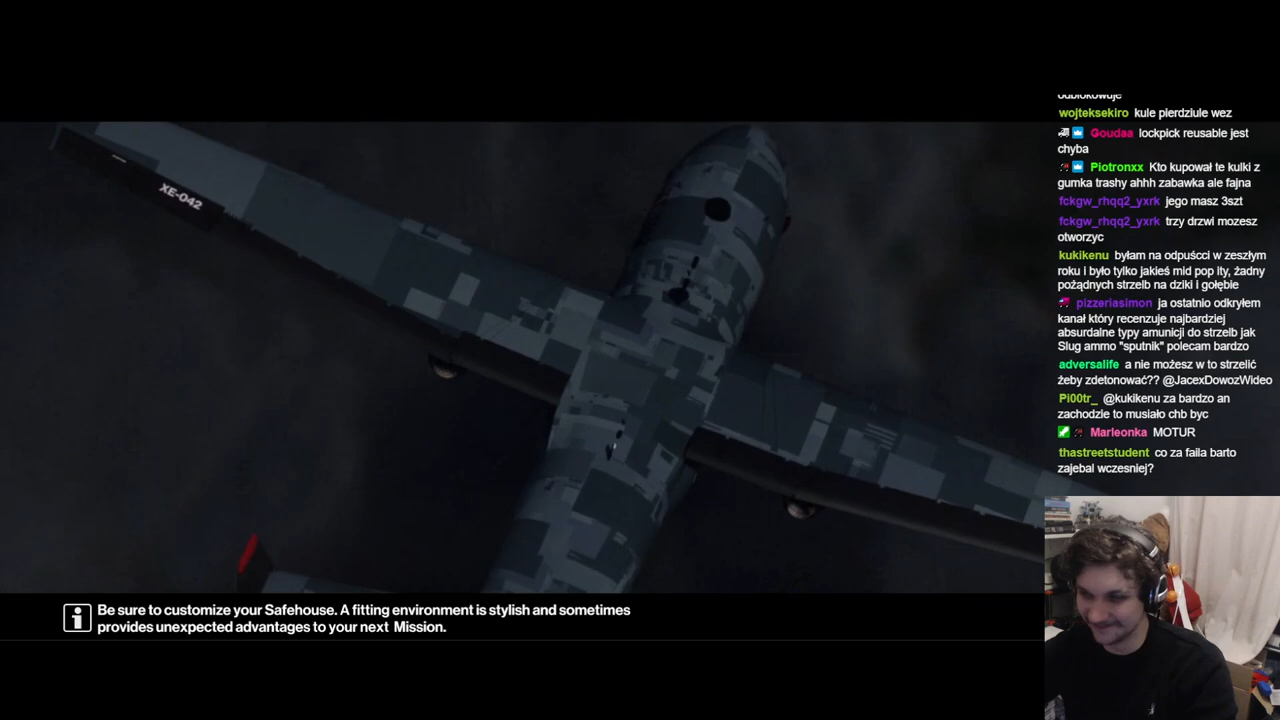 odblokowuje
wojteksekiro kule pierdziule wez
Goudaa lockpick reusable jest
chyba
Piotronxx Kto kupował te kulki z
gumka trashy ahhh zabawka ale fajna
fckgw_rhqq2_yxrk jego masz 3szt
fckgw_rhqq2_yxrk trzy drzwi mozesz
otworzyc
kukikenu byłam na odpuścci w zeszłym
roku i było tylko jakieś mid pop ity, żadny
pożądnych strzelb na dziki i gołębie
pizzeriasimon ja ostatnio odkryłem
kanał który recenzuje najbardziej
absurdalne typy amunicji do strzelb jak
Slug ammo "sputnik" polecam bardzo
adversalife a nie możesz w to strzelić
żeby zdetonować?? @JacexDowozWideo
Pi00tr_ @kukikenu za bardzo an
zachodzie to musiało chb byc
Marleonka MOTUR
thastreetstudent co za faila barto
zajebal wczesniej?
XE-042
Be sure to customize your Safehouse. A fitting environment is stylish and sometimes
provides unexpected advantages to your next Mission.